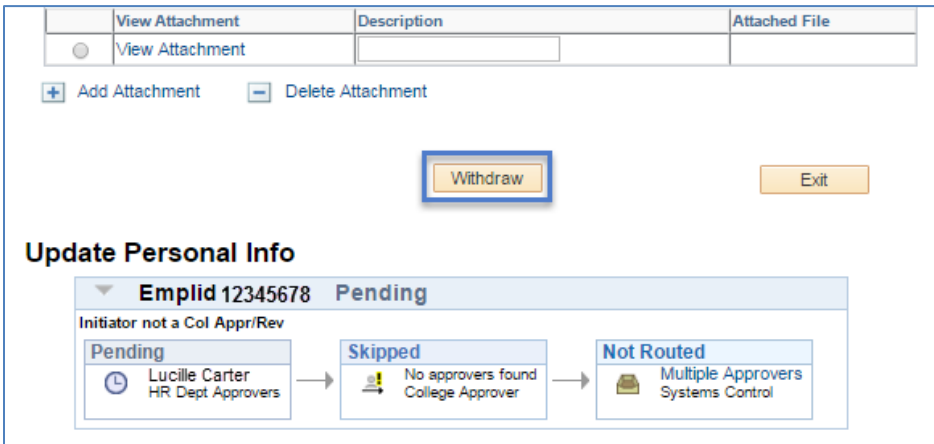 View Attachment Description Attached File
View Attachment
Add Attachment Delete Attachment
Withdraw Exit
Update Personal Info
Emplid 12345678 Pending
Initiator not a Col Appr/Rev
Pending Skipped Not Routed
Lucille Carter No approvers found Multiple Approvers
HR Dept Approvers College Approver Systems Control